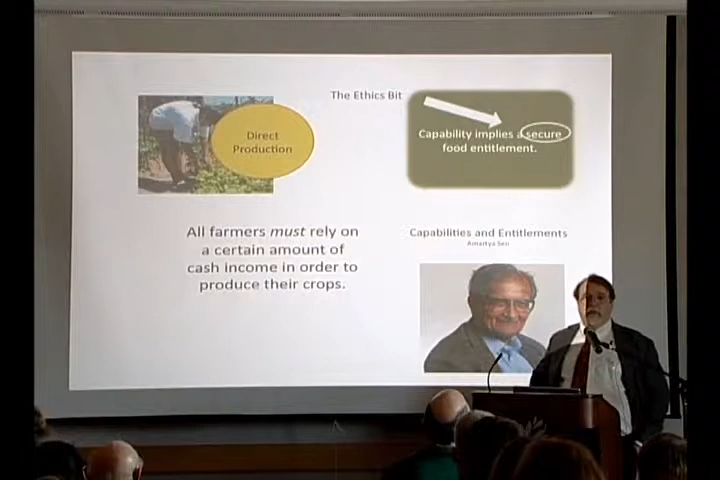 The Ethics Bit
Direct
Production
Capability implies a secure
food entitlement.
All farmers must rely on
a certain amount of
cash income in order to
produce their crops.
Capabilities and Entitlements
Amartya Sen